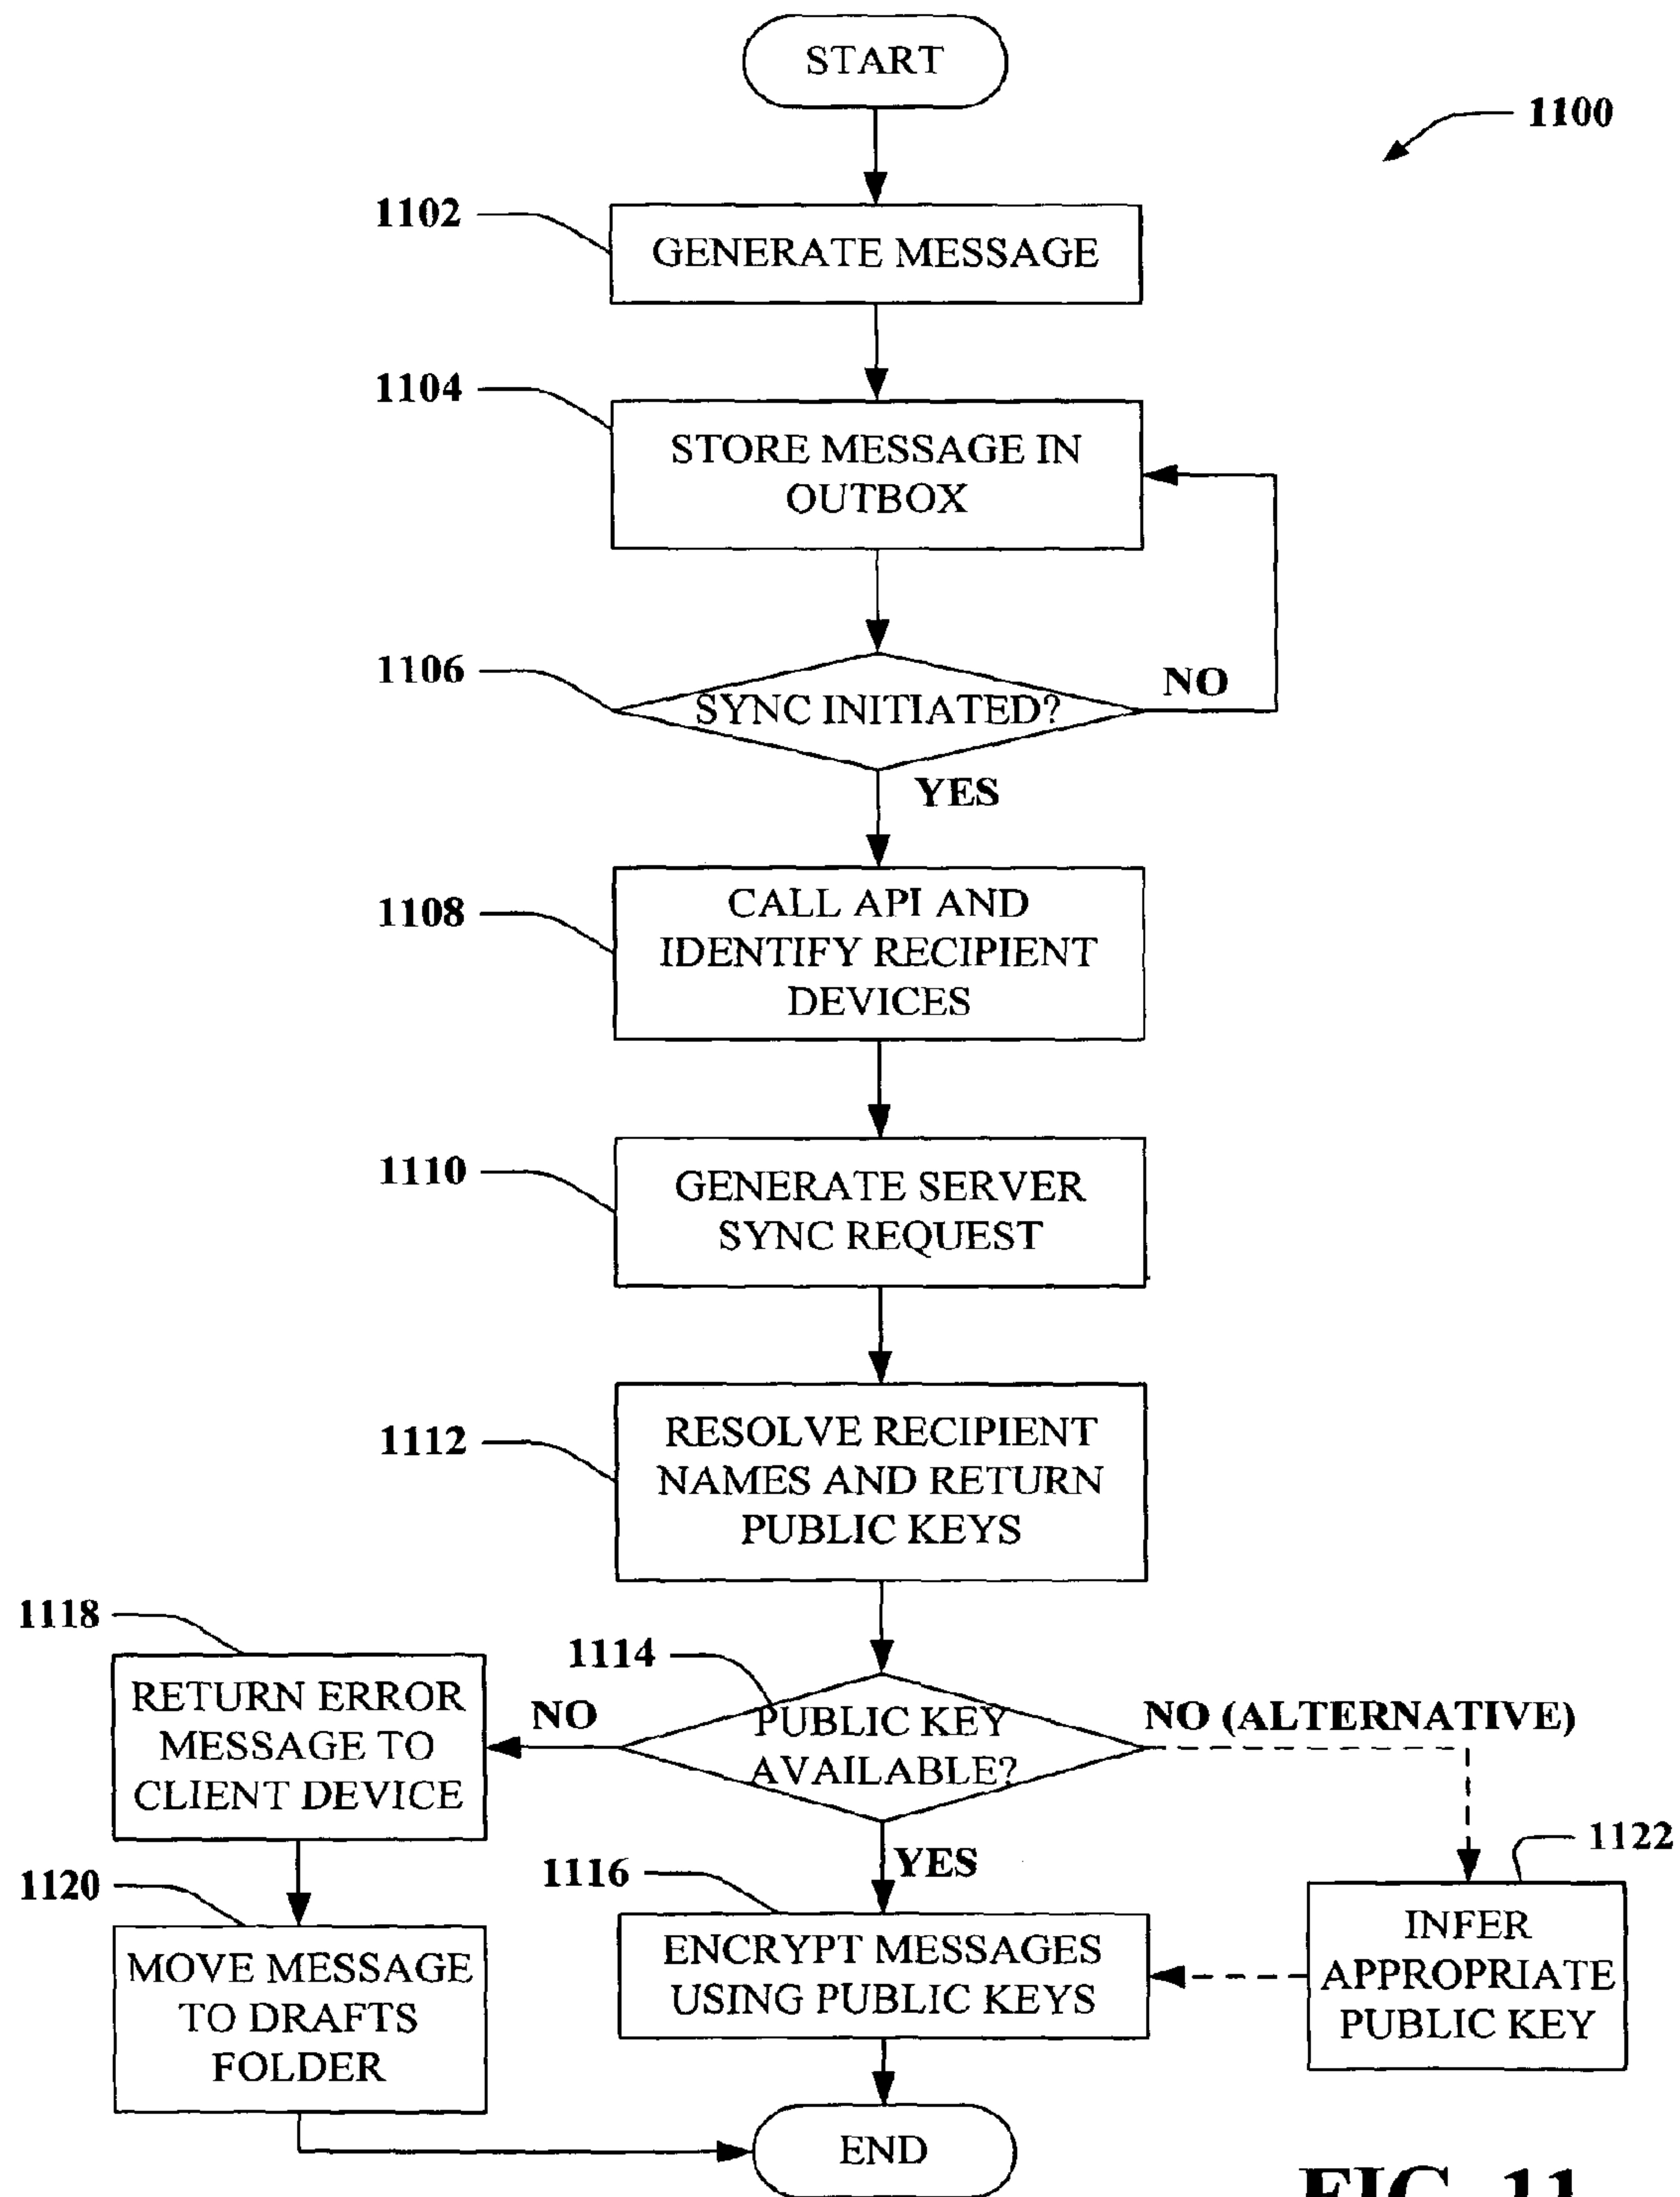 START
1100
1102
GENERATE MESSAGE
1104
STORE MESSAGE IN
OUTBOX
1106
SYNC INITIATED?
NO
YES
1108
CALL API AND
IDENTIFY RECIPIENT
DEVICES
1110
GENERATE SERVER
SYNC REQUEST
1112
RESOLVE RECIPIENT
NAMES AND RETURN
PUBLIC KEYS
1118
RETURN ERROR
MESSAGE TO
CLIENT DEVICE
NO
1114
PUBLIC KEY
AVAILABLE?
NO (ALTERNATIVE)
YES
1122
INFER
APPROPRIATE
PUBLIC KEY
1116
ENCRYPT MESSAGES
USING PUBLIC KEYS
1120
MOVE MESSAGE
TO DRAFTS
FOLDER
END
FIG. 11